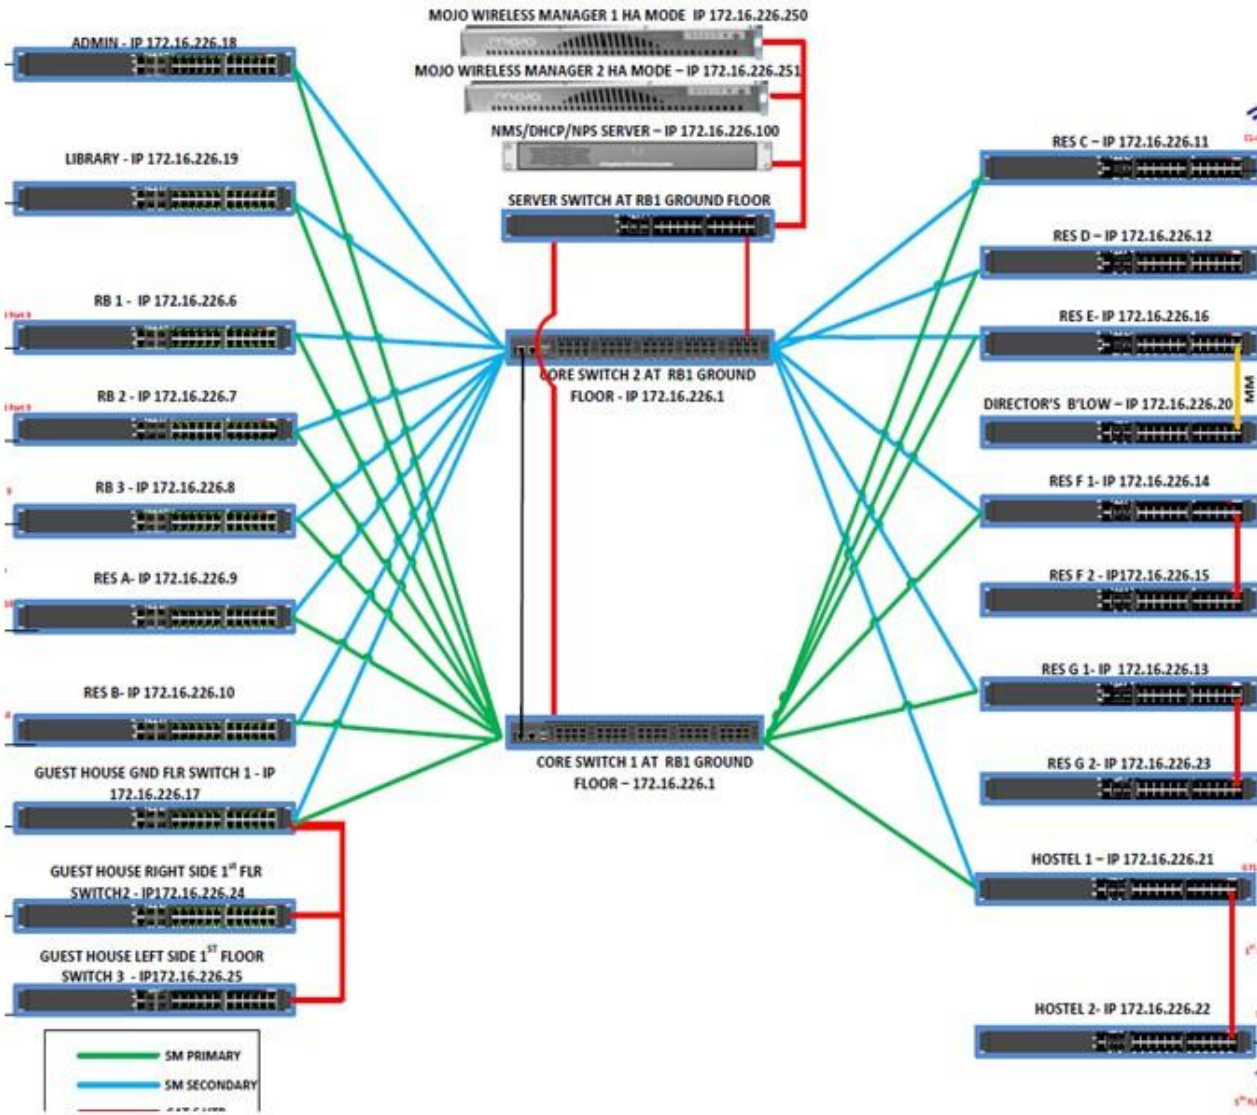 MOJO WIRELESS MANAGER 1 HA MODE IP 172.16.226.250
MOJO WIRELESS MANAGER 2 HA MODE – IP 172.16.226.251
NMS/DHCP/NPS SERVER – IP 172.16.226.100
SERVER SWITCH AT RB1 GROUND FLOOR
CORE SWITCH 2 AT RB1 GROUND
FLOOR - IP 172.16.226.1
CORE SWITCH 1 AT RB1 GROUND
FLOOR – 172.16.226.1
ADMIN - IP 172.16.226.18
LIBRARY - IP 172.16.226.19
RB 1 - IP 172.16.226.6
RB 2 - IP 172.16.226.7
RB 3 - IP 172.16.226.8
RES A- IP 172.16.226.9
RES B- IP 172.16.226.10
GUEST HOUSE GND FLR SWITCH 1 - IP
172.16.226.17
GUEST HOUSE RIGHT SIDE 1ST FLR
SWITCH2 - IP172.16.226.24
GUEST HOUSE LEFT SIDE 1ST FLOOR
SWITCH 3 - IP172.16.226.25
SM PRIMARY
SM SECONDARY
RES C – IP 172.16.226.11
RES D – IP 172.16.226.12
RES E- IP 172.16.226.16
MM
DIRECTOR'S B'LOW – IP 172.16.226.20
RES F 1- IP 172.16.226.14
RES F 2 - IP172.16.226.15
RES G 1- IP 172.16.226.13
RES G 2- IP 172.16.226.23
HOSTEL 1 – IP 172.16.226.21
HOSTEL 2- IP 172.16.226.22